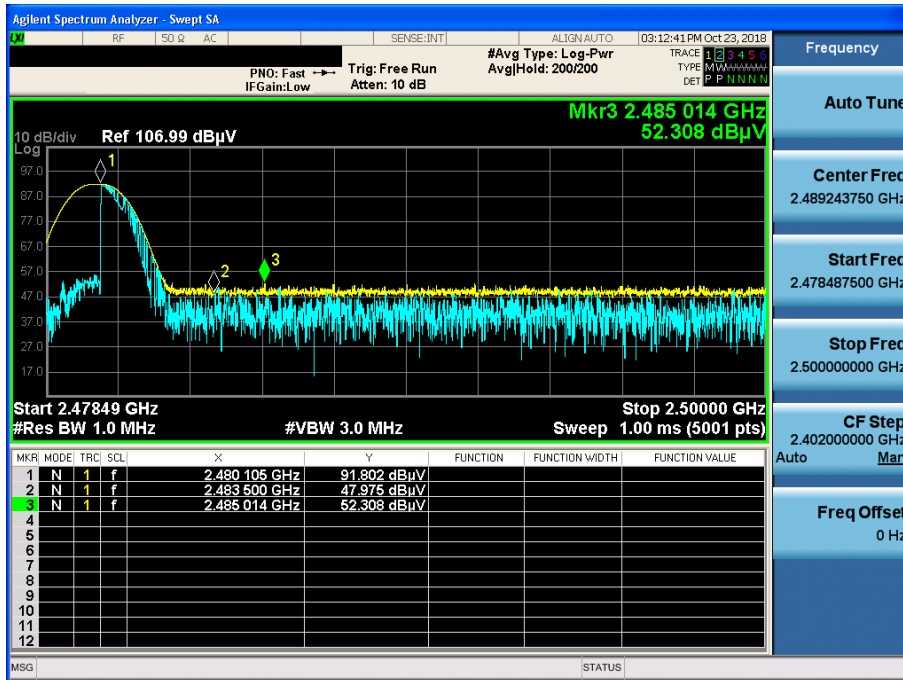 Agilent Spectrum Analyzer - Swept SA
LXI RF 50 Ω AC SENSE:INT ALIGN AUTO 03:12:41 PM Oct 23, 2018
Frequency
PNO: Fast
IFGain:Low
Trig: Free Run
Atten: 10 dB
#Avg Type: Log-Pwr
Avg|Hold: 200/200
TRACE 1 2 3 4 5 6
TYPE MWWWWW
DET P P N N N N
Auto Tune
Mkr3 2.485 014 GHz
52.308 dBµV
10 dB/div Ref 106.99 dBµV
Log
97.0
87.0
77.0
67.0
57.0
47.0
37.0
27.0
17.0
1
2
3
Center Freq
2.489243750 GHz
Start Freq
2.478487500 GHz
Stop Freq
2.500000000 GHz
Start 2.47849 GHz Stop 2.50000 GHz
#Res BW 1.0 MHz #VBW 3.0 MHz Sweep 1.00 ms (5001 pts)
CF Step
2.402000000 GHz
Auto Man
MKR MODE TRC SCL X Y FUNCTION FUNCTION WIDTH FUNCTION VALUE
1 N 1 f 2.480 105 GHz 91.802 dBµV
2 N 1 f 2.483 500 GHz 47.975 dBµV
3 N 1 f 2.485 014 GHz 52.308 dBµV
4
5
6
7
8
9
10
11
12
Freq Offset
0 Hz
MSG STATUS